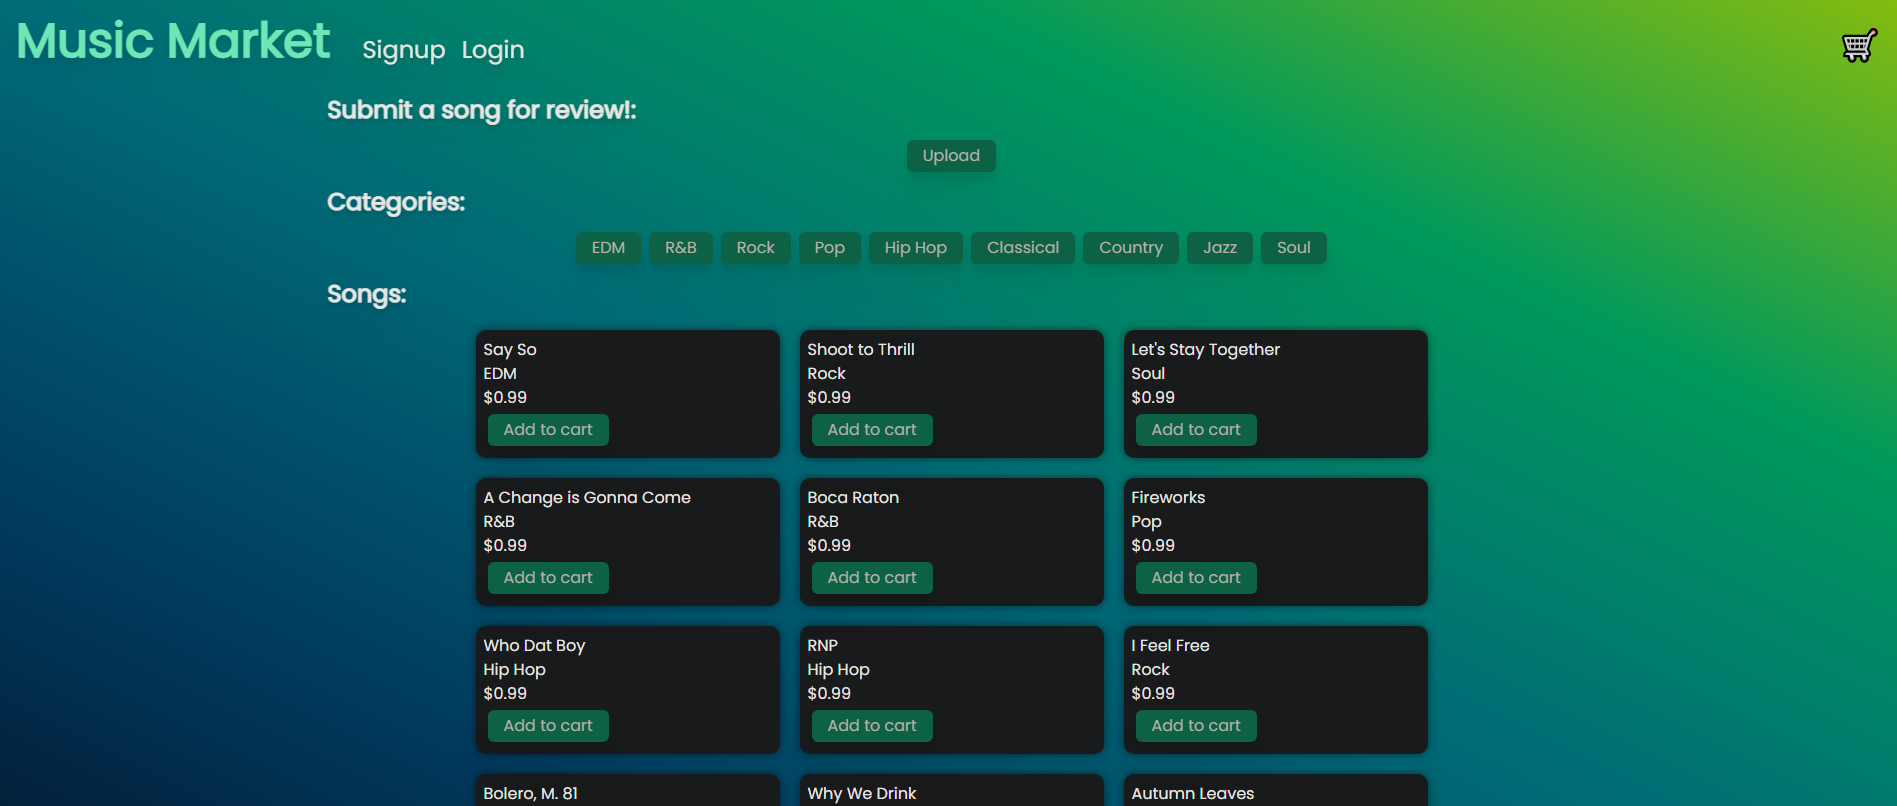 Music Market Signup Login
Submit a song for review!:
Upload
Categories:
EDM R&B Rock Pop Hip Hop Classical Country Jazz Soul
Songs:
Say So
EDM
$0.99
Add to cart
Shoot to Thrill
Rock
$0.99
Add to cart
Let's Stay Together
Soul
$0.99
Add to cart
A Change is Gonna Come
R&B
$0.99
Add to cart
Boca Raton
R&B
$0.99
Add to cart
Fireworks
Pop
$0.99
Add to cart
Who Dat Boy
Hip Hop
$0.99
Add to cart
RNP
Hip Hop
$0.99
Add to cart
I Feel Free
Rock
$0.99
Add to cart
Bolero, M. 81
Why We Drink
Autumn Leaves